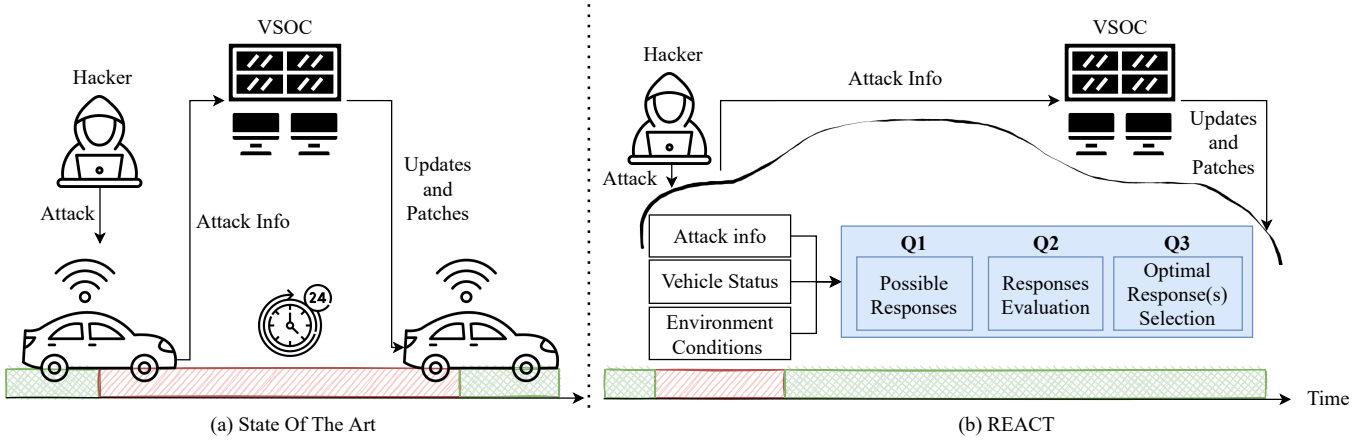 VSOC
Hacker
Attack
Attack Info
Updates
and
Patches
24
(a) State Of The Art
VSOC
Hacker
Attack Info
Attack
Updates
and
Patches
Attack info
Vehicle Status
Environment
Conditions
Q1
Possible
Responses
Q2
Responses
Evaluation
Q3
Optimal
Response(s)
Selection
Time
(b) REACT